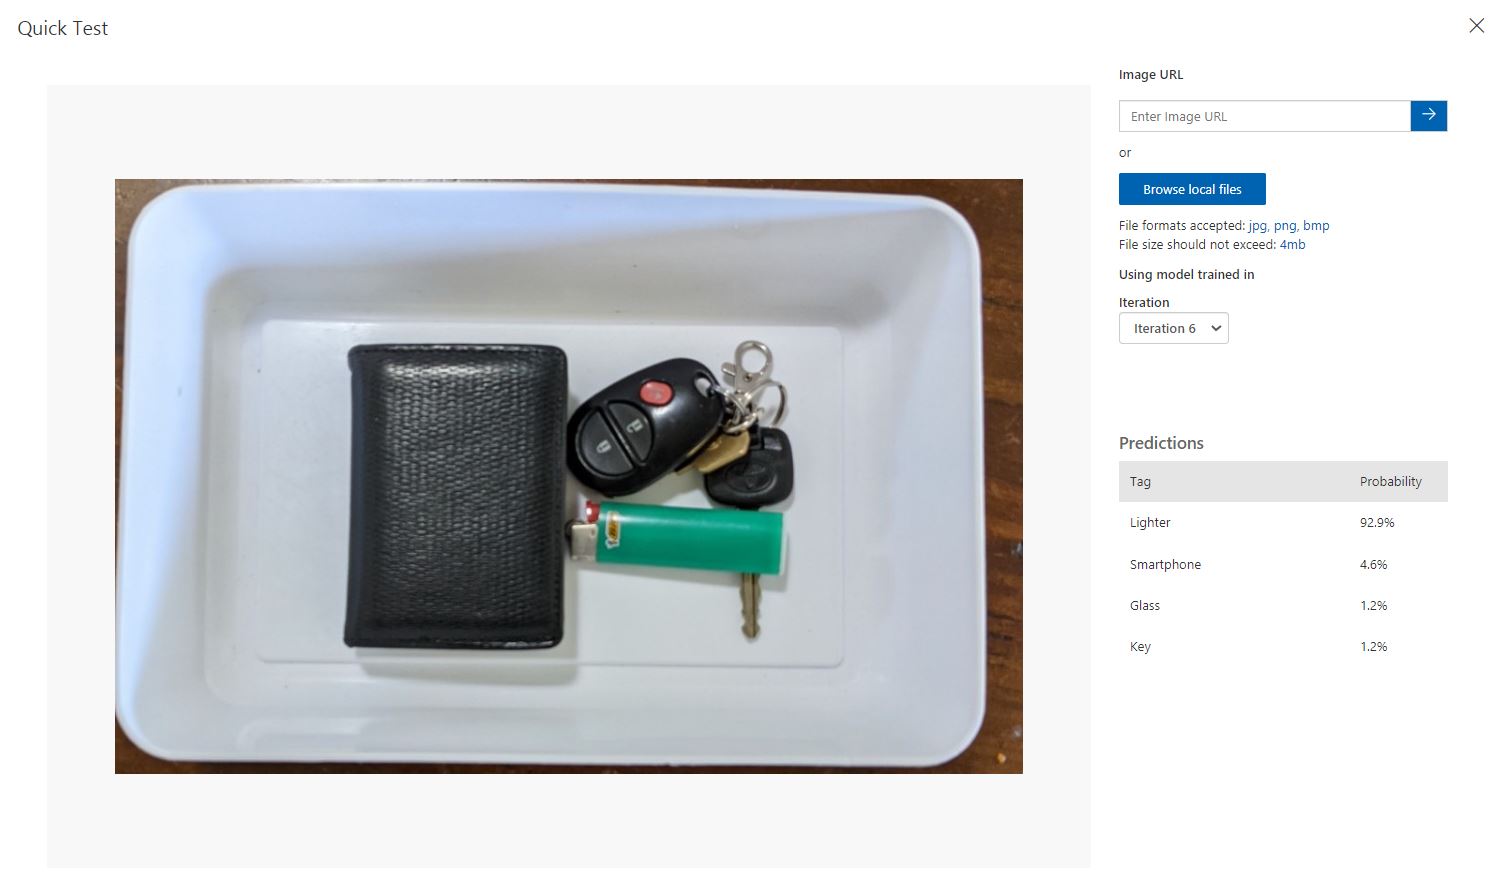 Quick Test
Image URL
Enter Image URL
or
Browse local files
File formats accepted: jpg, png, bmp
File size should not exceed: 4mb
Using model trained in
Iteration
Iteration 6
Predictions
Tag Probability
Lighter 92.9%
Smartphone 4.6%
Glass 1.2%
Key 1.2%